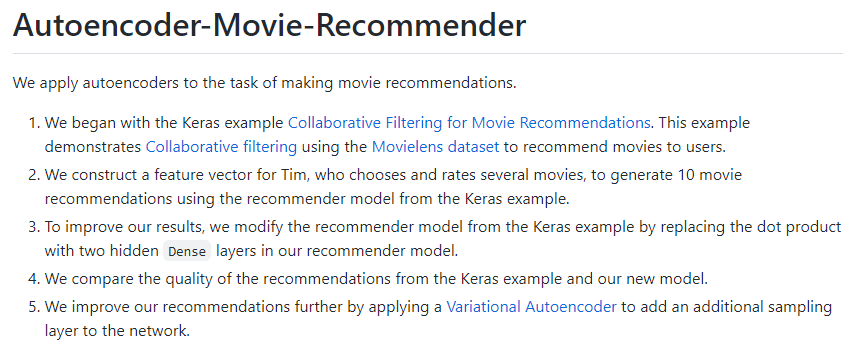 Autoencoder-Movie-Recommender
We apply autoencoders to the task of making movie recommendations.
1. We began with the Keras example Collaborative Filtering for Movie Recommendations. This example
demonstrates Collaborative filtering using the Movielens dataset to recommend movies to users.
2. We construct a feature vector for Tim, who chooses and rates several movies, to generate 10 movie
recommendations using the recommender model from the Keras example.
3. To improve our results, we modify the recommender model from the Keras example by replacing the dot product
with two hidden Dense layers in our recommender model.
4. We compare the quality of the recommendations from the Keras example and our new model.
5. We improve our recommendations further by applying a Variational Autoencoder to add an additional sampling
layer to the network.